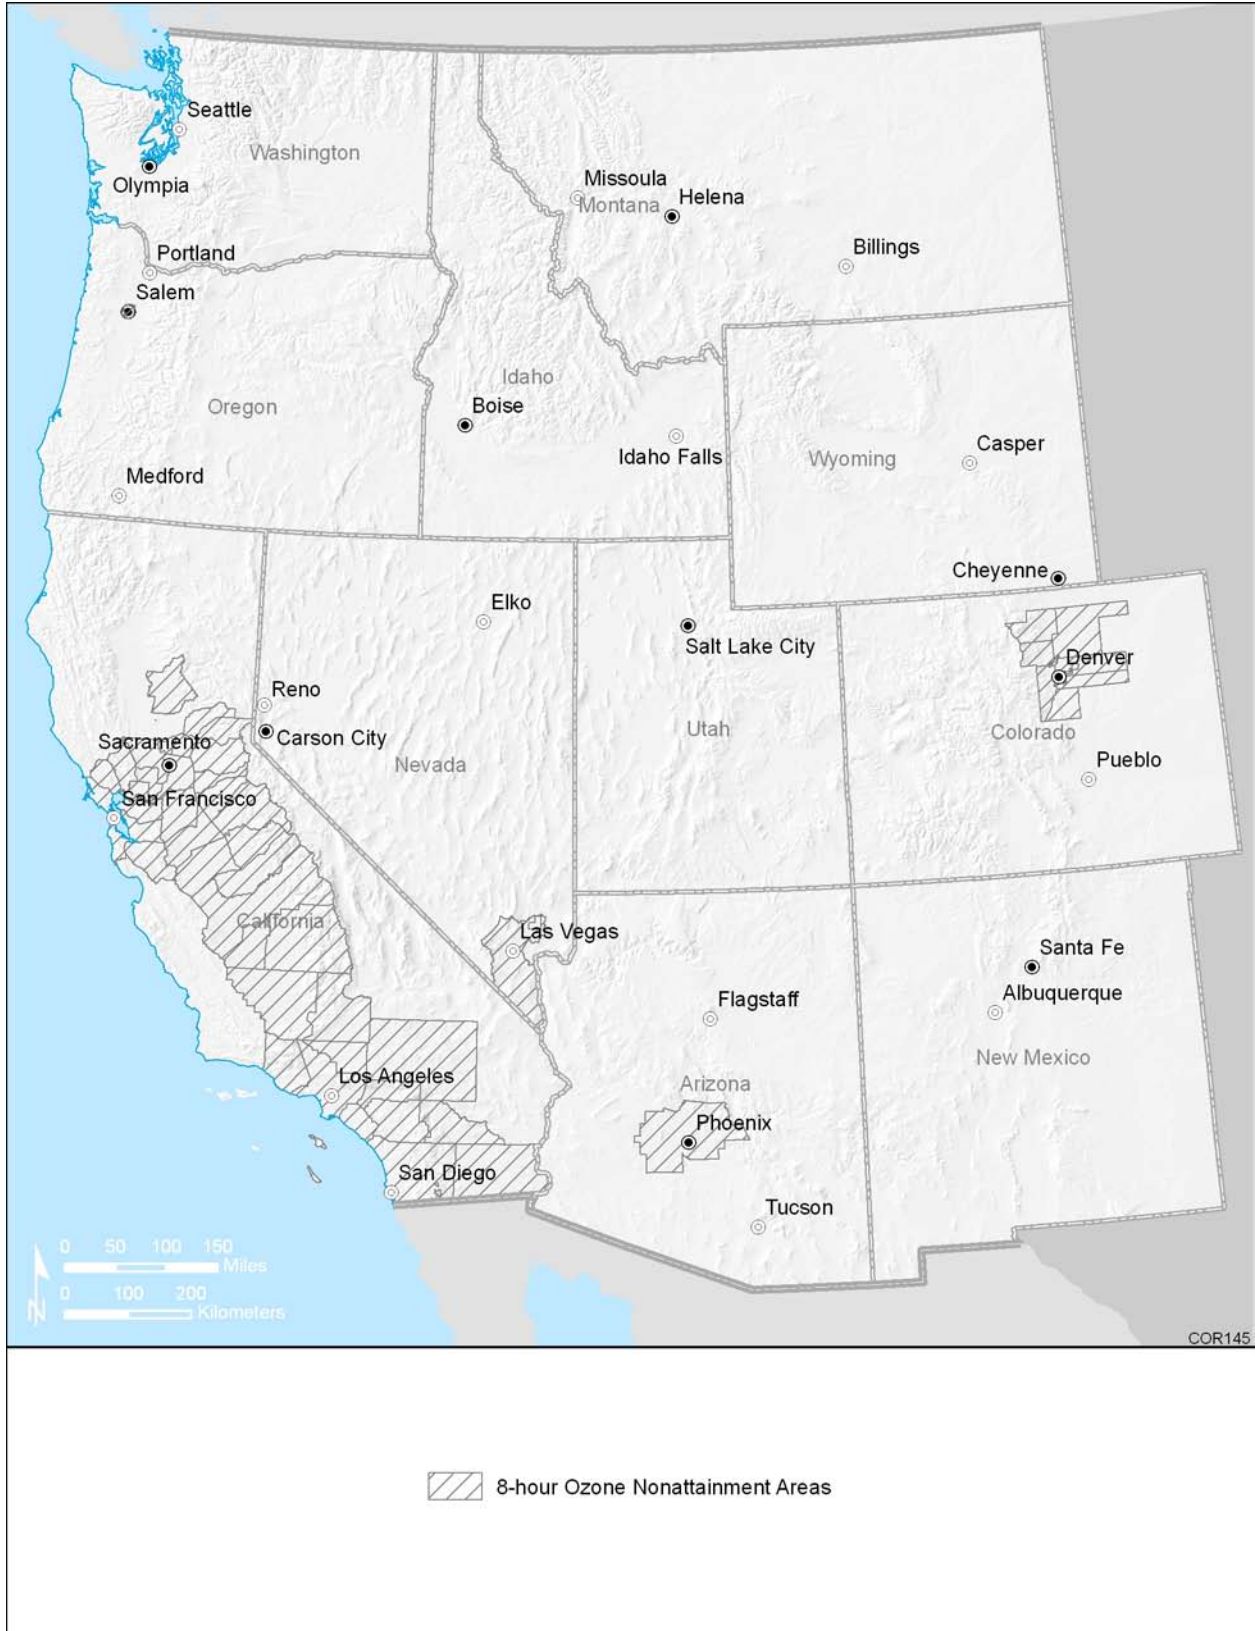 Seattle
Washington
Olympia
Missoula
Montana
Helena
Portland
Billings
Salem
Idaho
Oregon
Boise
Idaho Falls
Wyoming
Casper
Medford
Cheyenne
Elko
Salt Lake City
Denver
Reno
Sacramento
Carson City
Utah
Colorado
Nevada
Pueblo
San Francisco
California
Las Vegas
Santa Fe
Flagstaff
Albuquerque
New Mexico
Los Angeles
Arizona
Phoenix
San Diego
Tucson
0 50 100 150
Miles
0 100 200
Kilometers
N
COR145
8-hour Ozone Nonattainment Areas